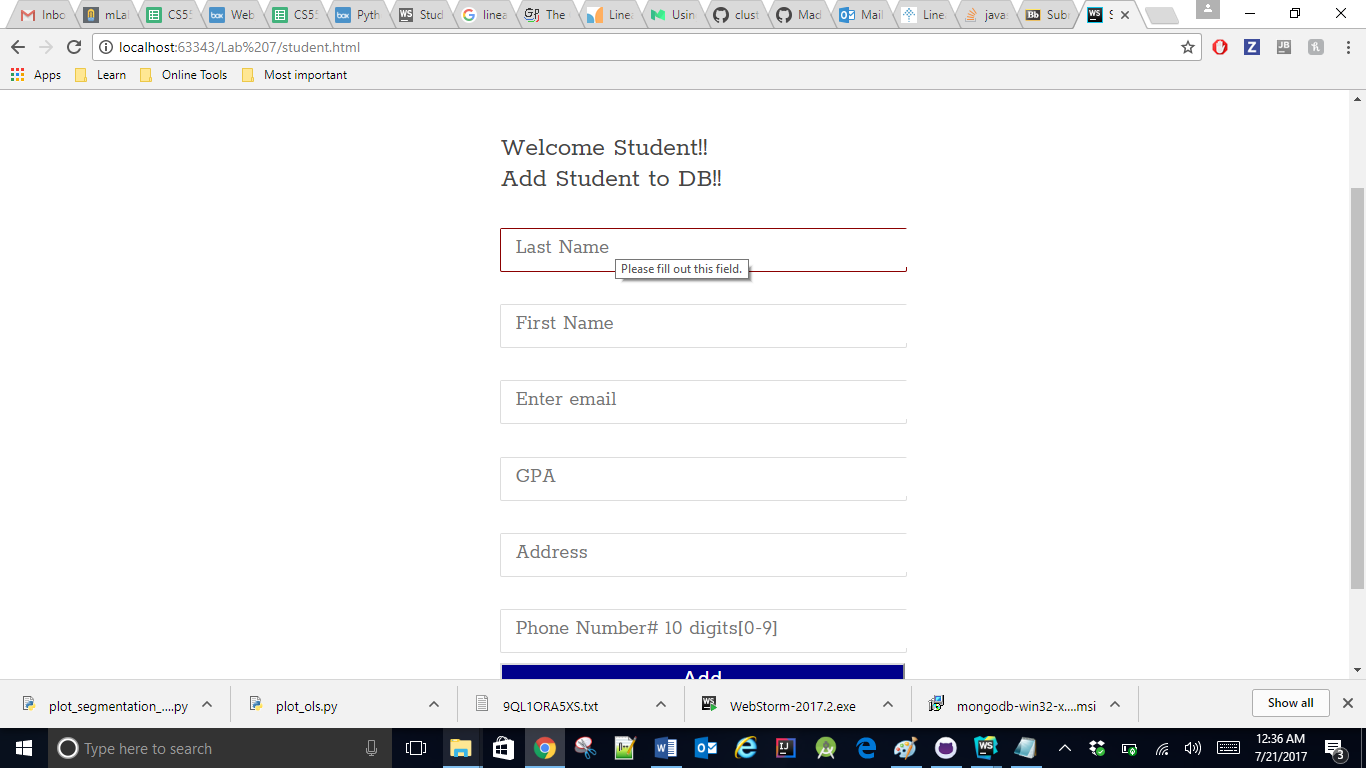 Inbo
mLa
CS5
Web
CS5
Pyth
Stud
linea
The
Linea
Usin
clust
Mad
Mail
Line
javas
Subr
S
localhost:63343/Lab%207/student.html
Apps Learn Online Tools Most important
Welcome Student!!
Add Student to DB!!
Last Name
Please fill out this field.
First Name
Enter email
GPA
Address
Phone Number# 10 digits[0-9]
Add
plot_segmentation_....py plot_ols.py 9QL1ORA5XS.txt WebStorm-2017.2.exe mongodb-win32-x....msi Show all
Type here to search
12:36 AM
7/21/2017
3